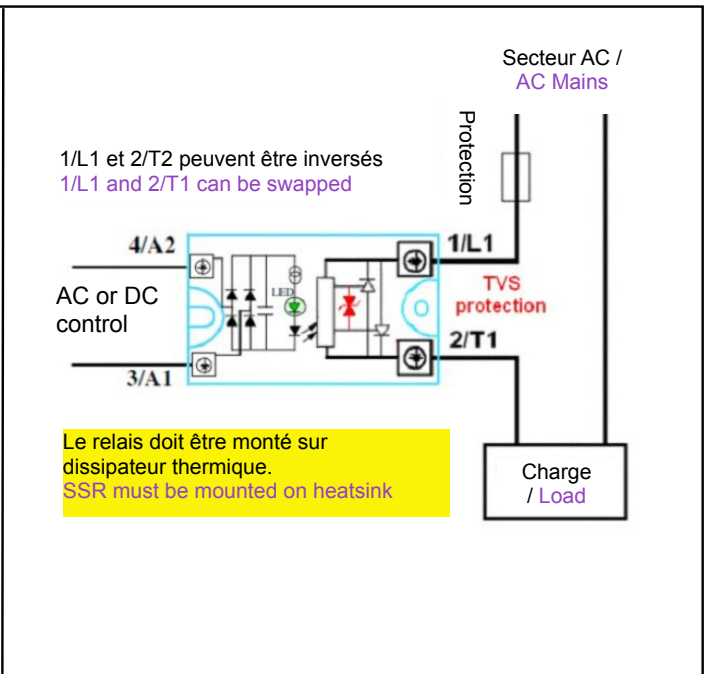 Secteur AC /
AC Mains
Protection
1/L1 et 2/T2 peuvent être inversés
1/L1 and 2/T1 can be swapped
4/A2
1/L1
LED
TVS
protection
AC or DC
control
2/T1
3/A1
Le relais doit être monté sur
dissipateur thermique.
SSR must be mounted on heatsink
Charge
/ Load